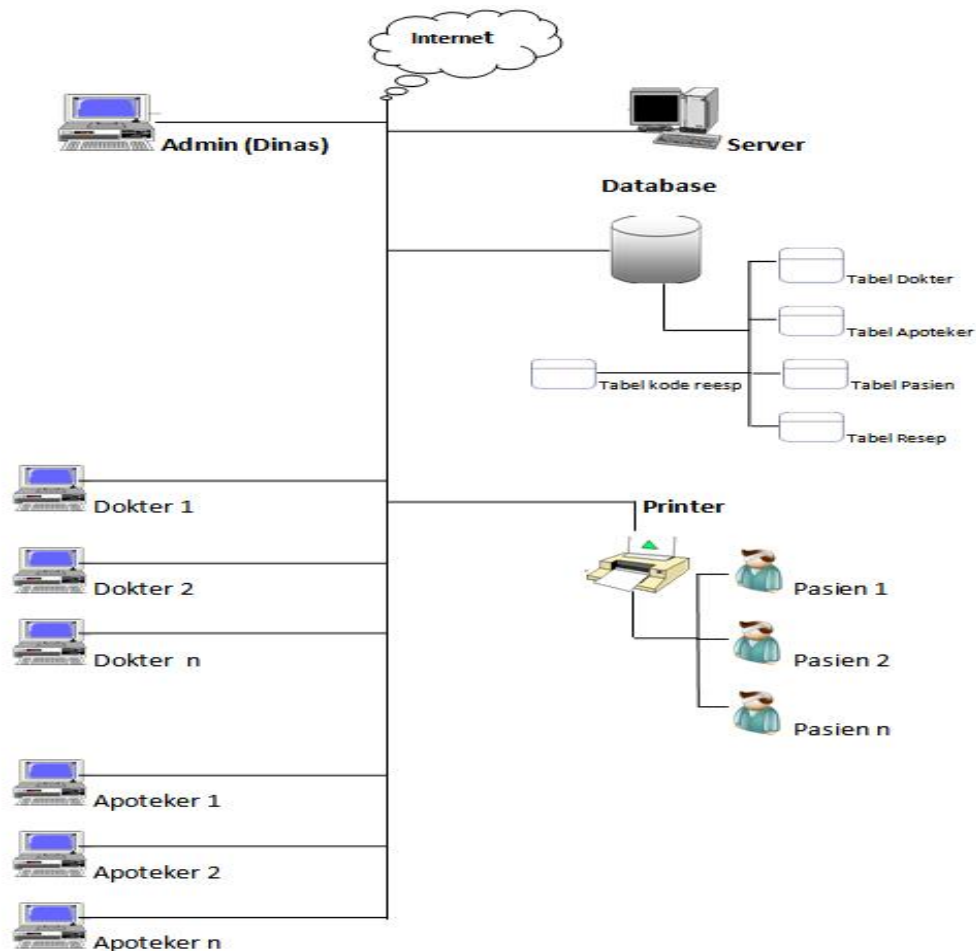 Internet
Admin (Dinas)
Server
Database
Tabel Dokter
Tabel Apoteker
Tabel kode reesp
Tabel Pasien
Tabel Resep
Dokter 1
Printer
Dokter 2
Pasien 1
Dokter n
Pasien 2
Pasien n
Apoteker 1
Apoteker 2
Apoteker n